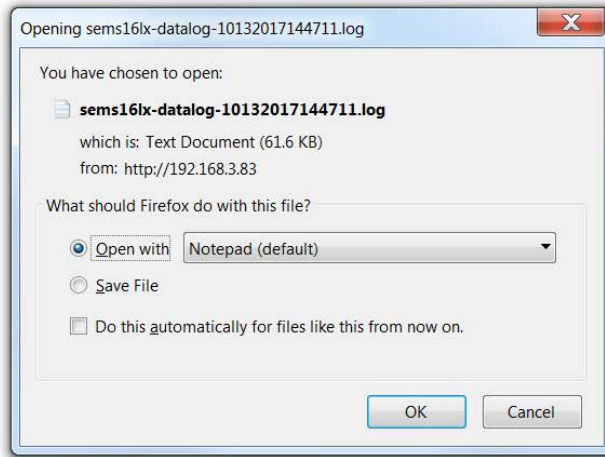 Opening sems16lx-datalog-10132017144711.log
You have chosen to open:
sems16lx-datalog-10132017144711.log
which is: Text Document (61.6 KB)
from: http://192.168.3.83
What should Firefox do with this file?
Open with Notepad (default)
Save File
Do this automatically for files like this from now on.
OK Cancel